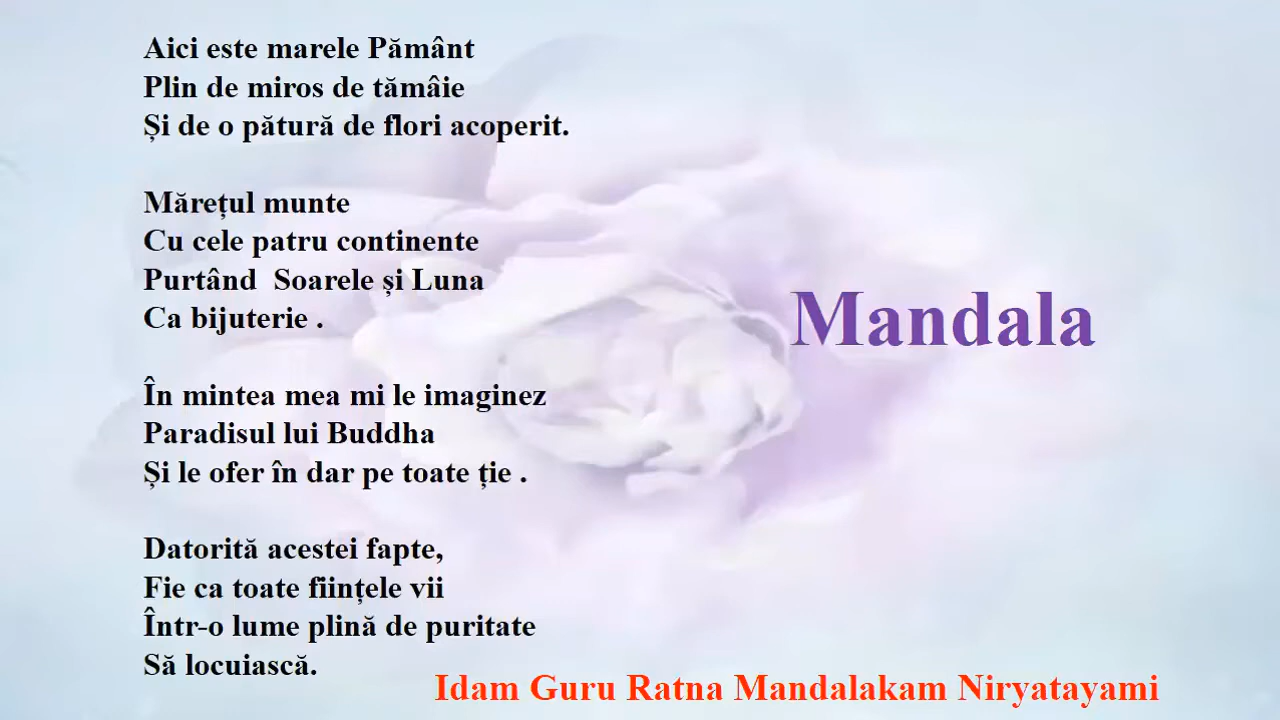 Aici este marele Pământ
Plin de miros de tămâie
Și de o pătură de flori acoperit.
Mărețul munte
Cu cele patru continente
Purtând  Soarele și Luna
Ca bijuterie .
În mintea mea mi le imaginez
Paradisul lui Buddha
Și le ofer în dar pe toate ție .
Datorită acestei fapte,
Fie ca toate ființele vii
Într-o lume plină de puritate
Să locuiască.
Mandala
Idam Guru Ratna Mandalakam Niryatayami